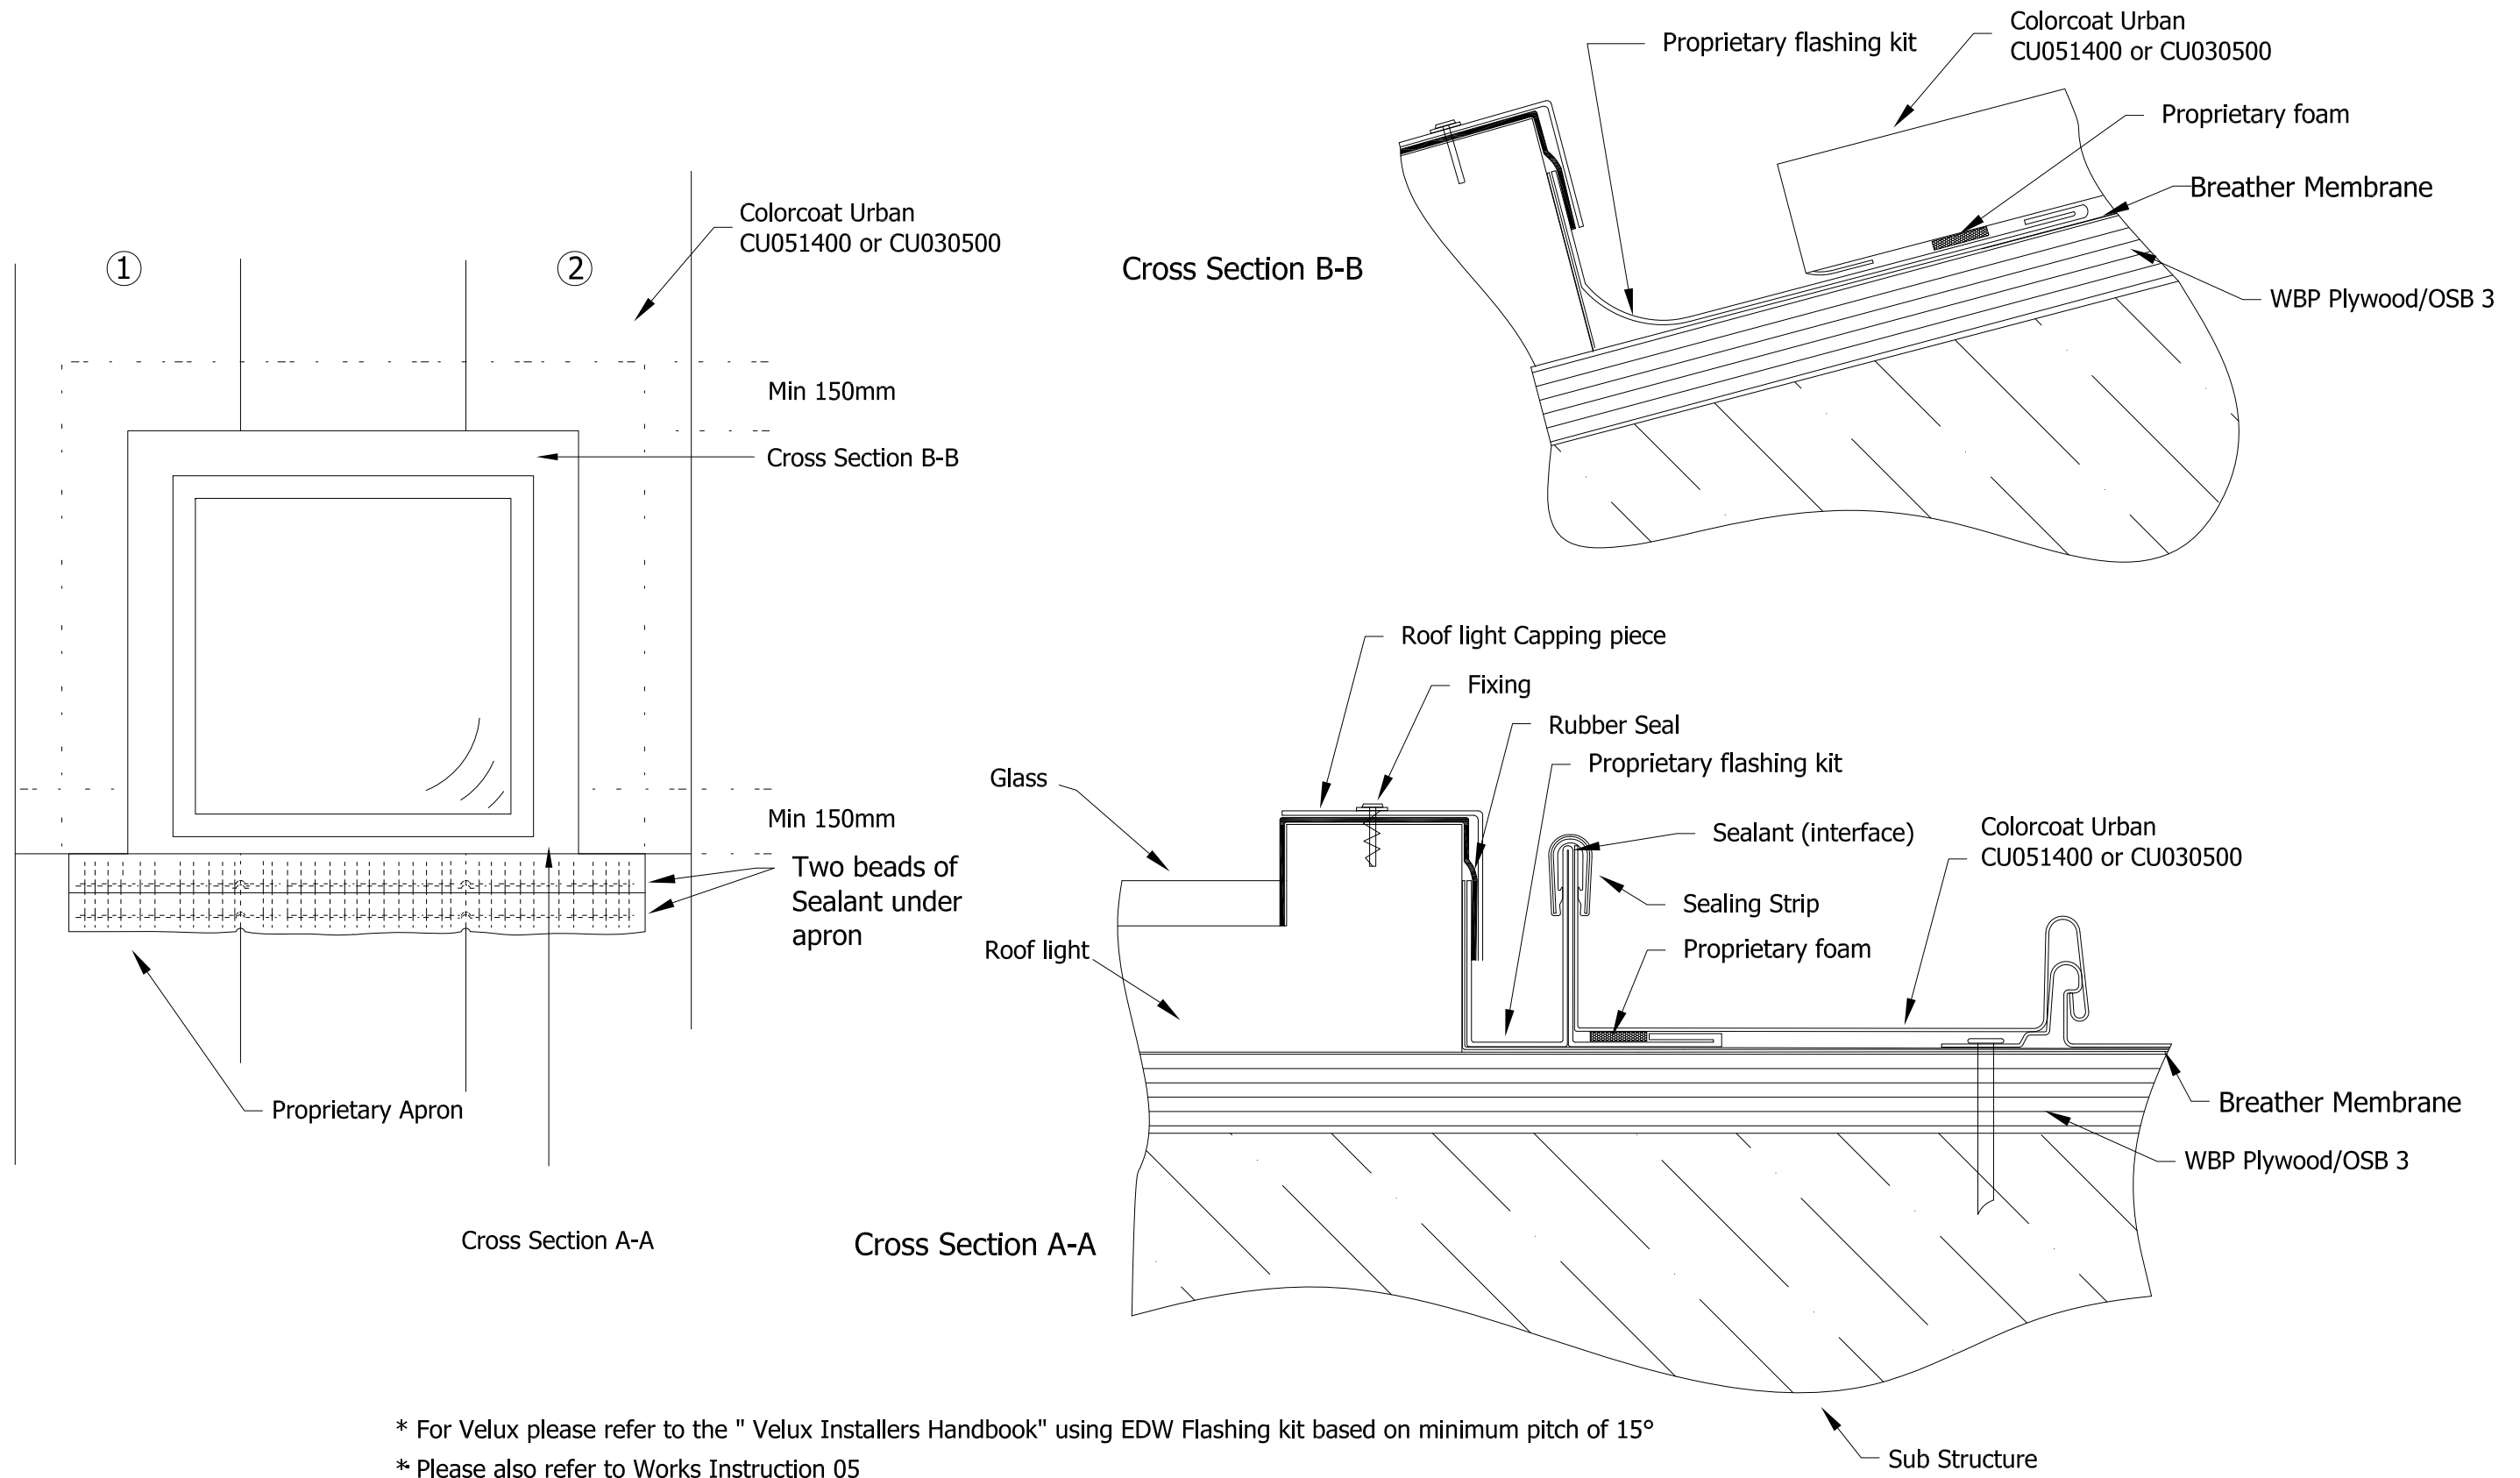 1
2
Colorcoat Urban
CU051400 or CU030500
Min 150mm
Cross Section B-B
Min 150mm
Two beads of
Sealant under
apron
Proprietary Apron
Cross Section A-A
Cross Section B-B
Proprietary flashing kit
Colorcoat Urban
CU051400 or CU030500
Proprietary foam
Breather Membrane
WBP Plywood/OSB 3
Roof light Capping piece
Fixing
Rubber Seal
Proprietary flashing kit
Glass
Sealant (interface)
Colorcoat Urban
CU051400 or CU030500
Sealing Strip
Proprietary foam
Roof light
Breather Membrane
WBP Plywood/OSB 3
Cross Section A-A
Sub Structure
* For Velux please refer to the " Velux Installers Handbook" using EDW Flashing kit based on minimum pitch of 15°
* Please also refer to Works Instruction 05